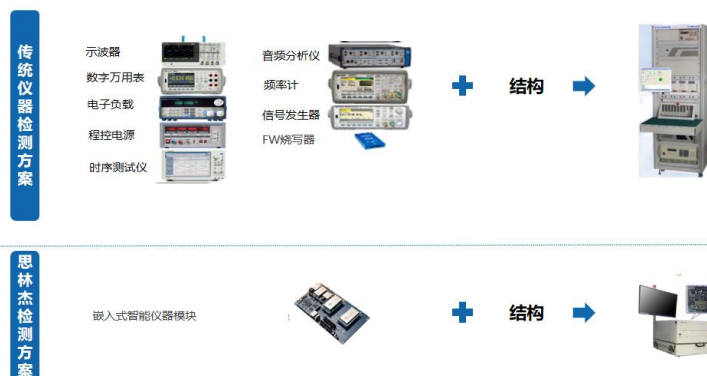 传统仪器检测方案
示波器
数字万用表
电子负载
程控电源
时序测试仪
音频分析仪
频率计
信号发生器
FW烧写器
结构
思林杰检测方案
嵌入式智能仪器模块
结构